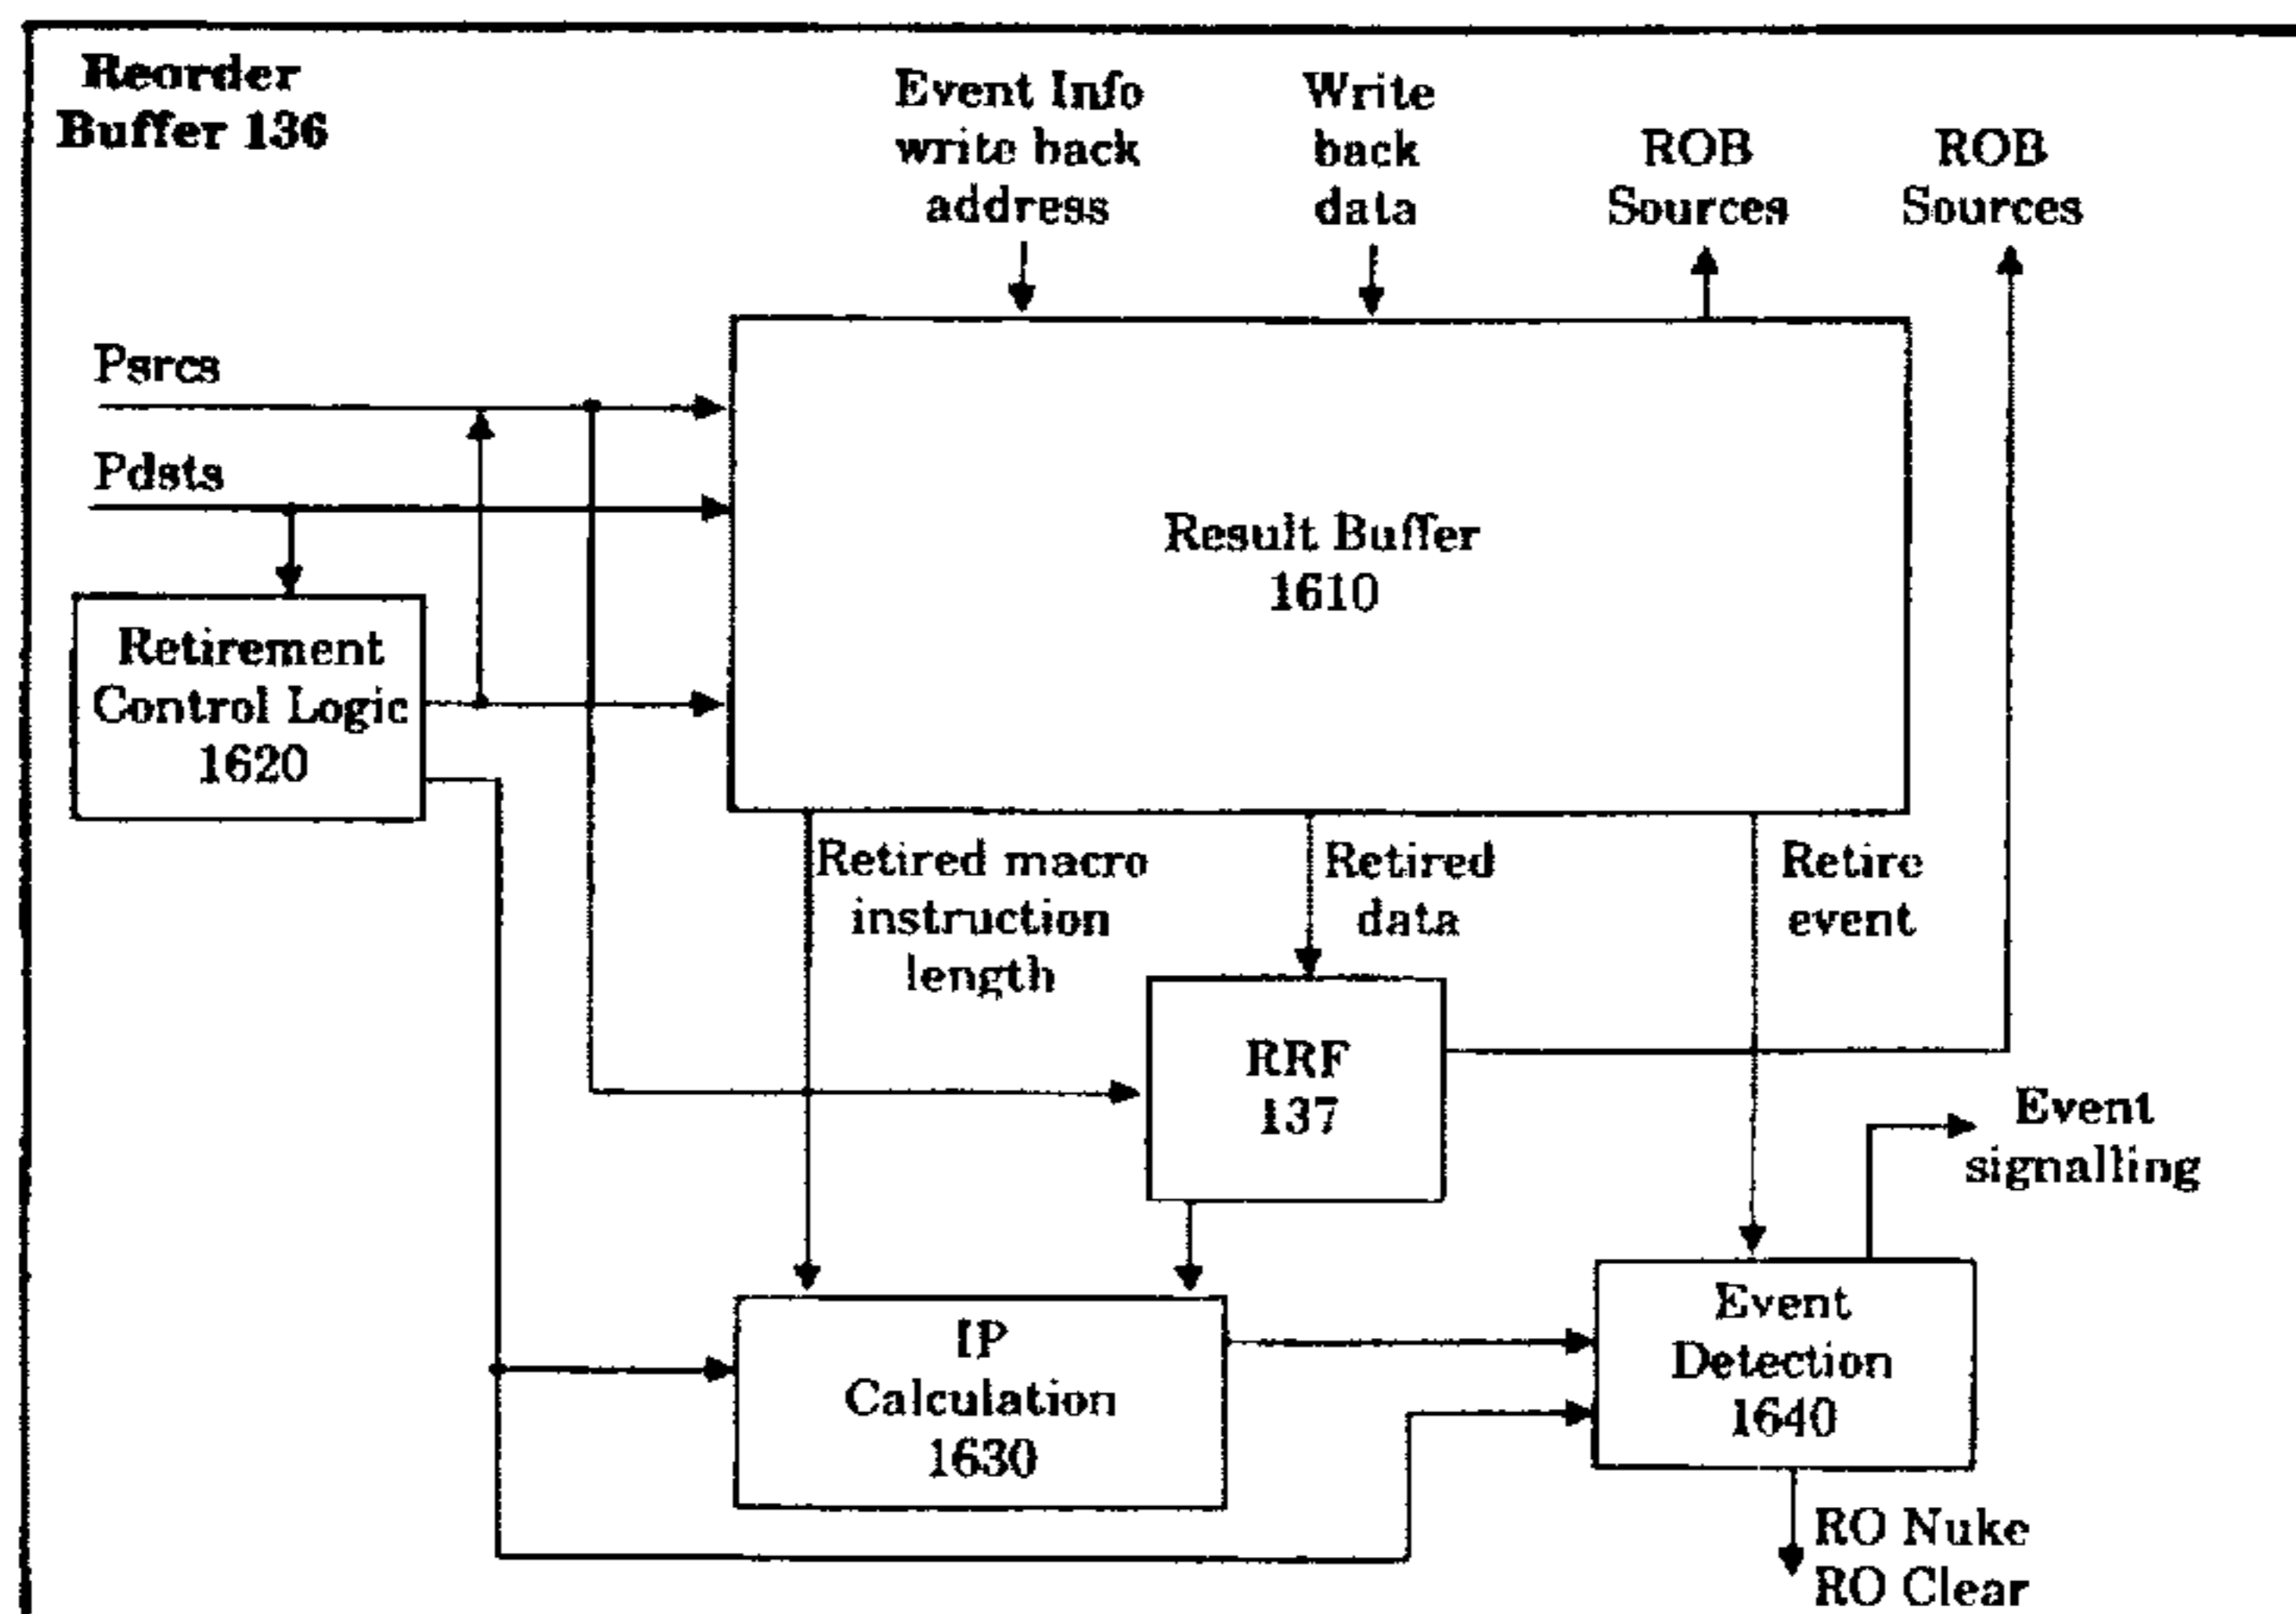 Reorder
Buffer 136
Event Info
write back
address
Write
back
data
ROB
Sources
ROB
Sources
Psrcs
Pdsts
Result Buffer
1610
Retirement
Control Logic
1620
Retired macro
instruction
length
Retired
data
Retire
event
RRF
137
Event
signalling
IP
Calculation
1630
Event
Detection
1640
RO Nuke
RO Clear